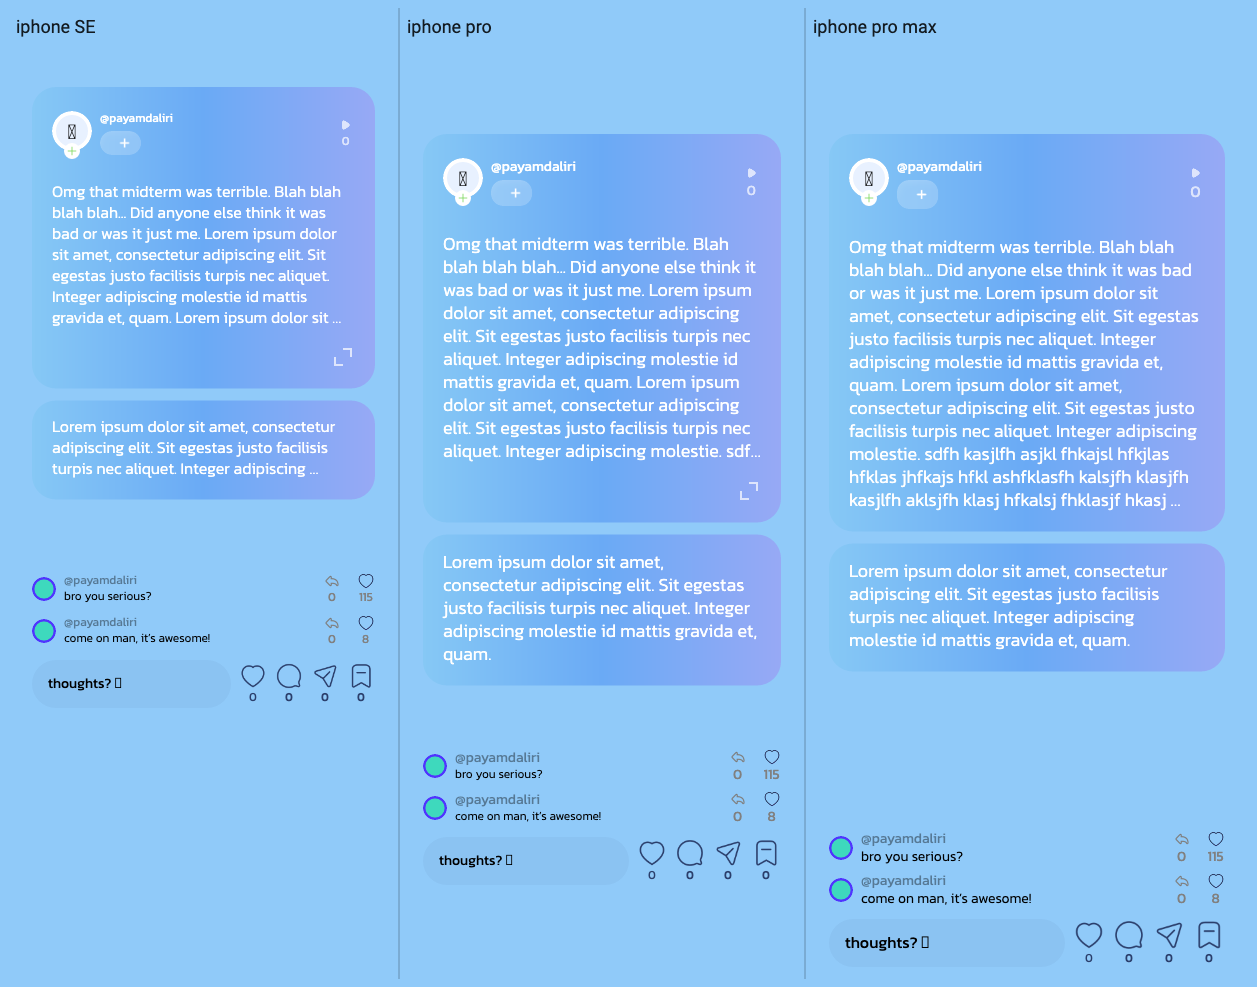 iphone SE
@payamdaliri
+
0
Omg that midterm was terrible. Blah blah
blah blah... Did anyone else think it was
bad or was it just me. Lorem ipsum dolor
sit amet, consectetur adipiscing elit. Sit
egestas justo facilisis turpis nec aliquet.
Integer adipiscing molestie id mattis
gravida et, quam. Lorem ipsum dolor sit ...
Lorem ipsum dolor sit amet, consectetur
adipiscing elit. Sit egestas justo facilisis
turpis nec aliquet. Integer adipiscing ...
@payamdaliri
bro you serious?
0 115
@payamdaliri
come on man, it's awesome!
0 8
thoughts?
0 0 0 0
iphone pro
@payamdaliri
+
0
Omg that midterm was terrible. Blah
blah blah blah... Did anyone else think it
was bad or was it just me. Lorem ipsum
dolor sit amet, consectetur adipiscing
elit. Sit egestas justo facilisis turpis nec
aliquet. Integer adipiscing molestie id
mattis gravida et, quam. Lorem ipsum
dolor sit amet, consectetur adipiscing
elit. Sit egestas justo facilisis turpis nec
aliquet. Integer adipiscing molestie. sdf...
Lorem ipsum dolor sit amet,
consectetur adipiscing elit. Sit egestas
justo facilisis turpis nec aliquet. Integer
adipiscing molestie id mattis gravida et,
quam.
@payamdaliri
bro you serious?
0 115
@payamdaliri
come on man, it's awesome!
0 8
thoughts?
0 0 0 0
iphone pro max
@payamdaliri
+
0
Omg that midterm was terrible. Blah blah
blah blah... Did anyone else think it was bad
or was it just me. Lorem ipsum dolor sit
amet, consectetur adipiscing elit. Sit egestas
justo facilisis turpis nec aliquet. Integer
adipiscing molestie id mattis gravida et,
quam. Lorem ipsum dolor sit amet,
consectetur adipiscing elit. Sit egestas justo
facilisis turpis nec aliquet. Integer adipiscing
molestie. sdfh kasjlfh asjkl fhkajsl hfkjlas
hfklas jhfkajs hfkl ashfklasfh kalsjfh klasjfh
kasjlfh aklsjfh klasj hfkalsj fhklasjf hkasj ...
Lorem ipsum dolor sit amet, consectetur
adipiscing elit. Sit egestas justo facilisis
turpis nec aliquet. Integer adipiscing
molestie id mattis gravida et, quam.
@payamdaliri
bro you serious?
0 115
@payamdaliri
come on man, it's awesome!
0 8
thoughts?
0 0 0 0